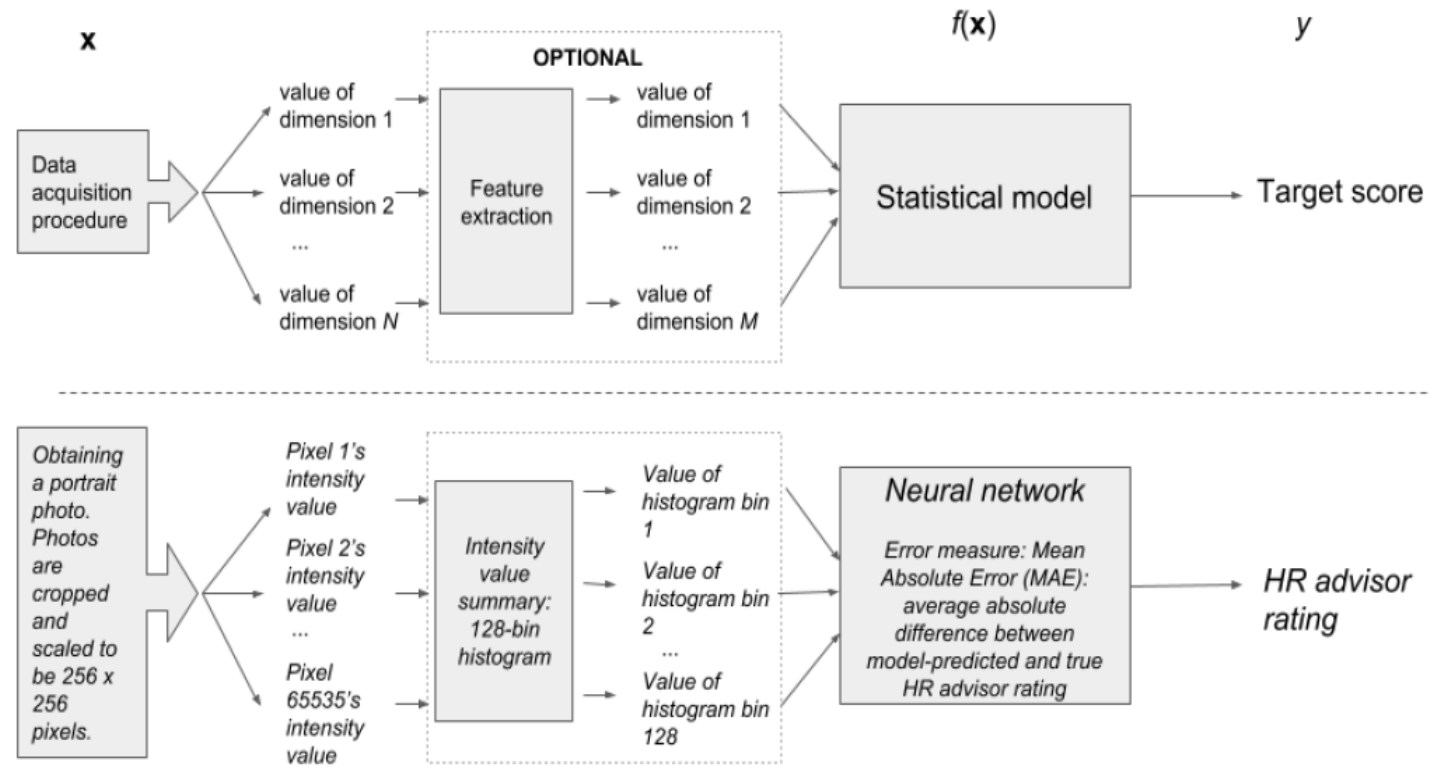 x
f(x)
y
OPTIONAL
Data
acquisition
procedure
value of
dimension 1
value of
dimension 2
...
value of
dimension N
Feature
extraction
value of
dimension 1
value of
dimension 2
...
value of
dimension M
Statistical model
Target score
Obtaining
a portrait
photo.
Photos
are
cropped
and
scaled to
be 256 x
256
pixels.
Pixel 1's
intensity
value
Pixel 2's
intensity
value
...
Pixel
65535's
intensity
value
Intensity
value
summary:
128-bin
histogram
Value of
histogram bin
1
Value of
histogram bin
2
...
Value of
histogram bin
128
Neural network
Error measure: Mean
Absolute Error (MAE):
average absolute
difference between
model-predicted and true
HR advisor rating
HR advisor
rating